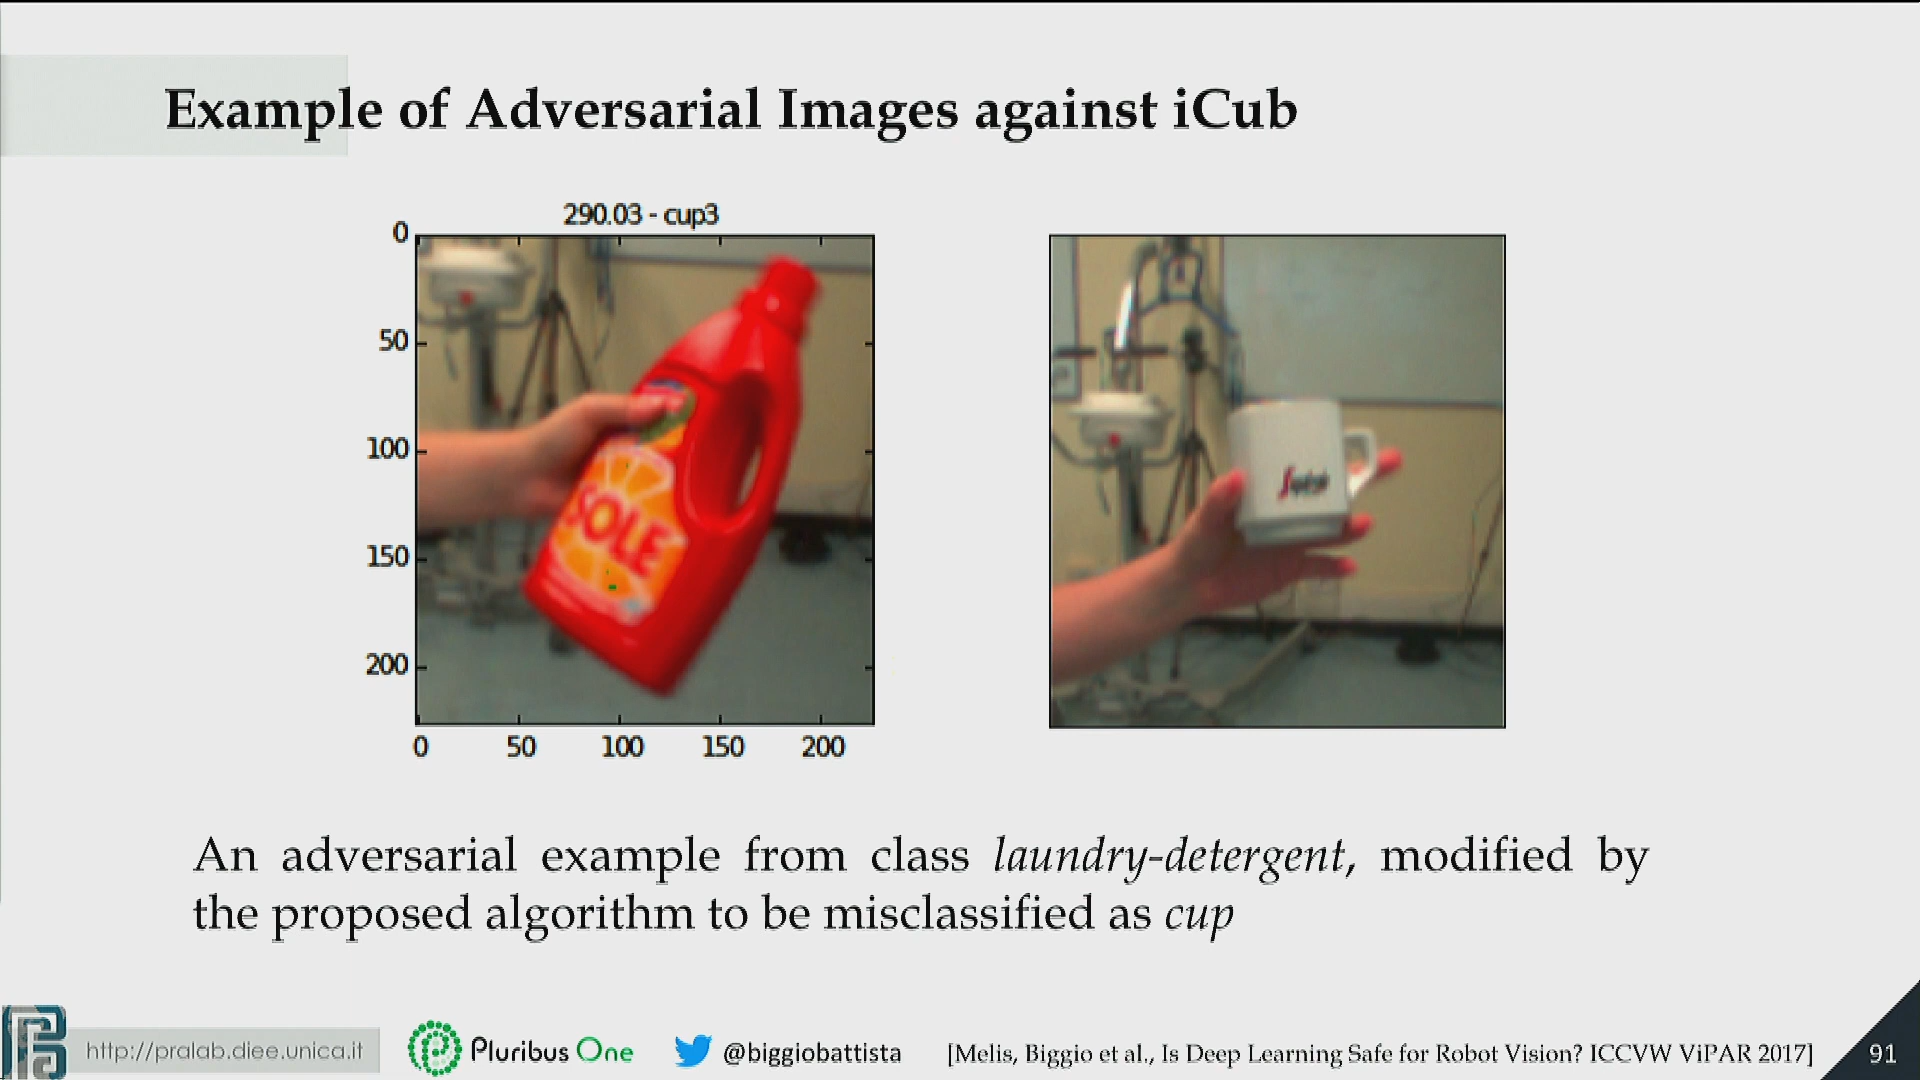 Example of Adversarial Images against iCub
290.03 - cup3
0
50
100
150
200
0 50 100 150 200
SOLE
An adversarial example from class laundry-detergent, modified by
the proposed algorithm to be misclassified as cup
http://pralab.diee.unica.it
Pluribus One
@biggiobattista
[Melis, Biggio et al., Is Deep Learning Safe for Robot Vision? ICCVW ViPAR 2017]
91